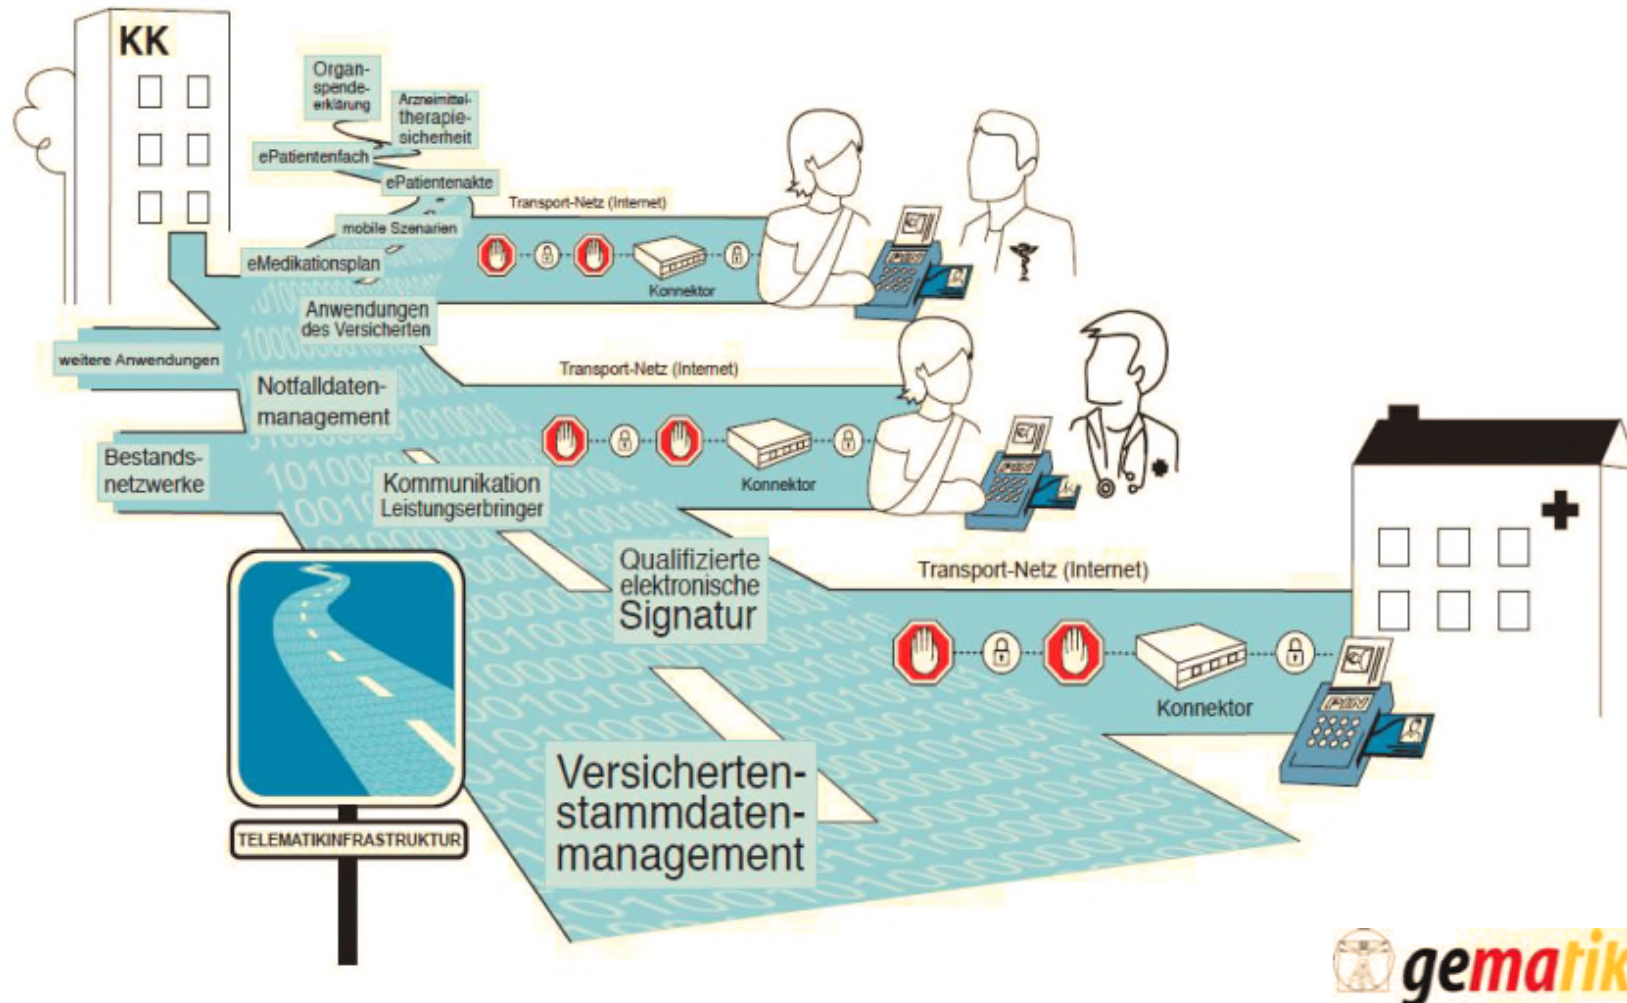 KK
Organ-
spende-
erklärung
Arzneimittel-
therapie-
sicherheit
ePatientenfach
ePatientenakte
Transport-Netz (Internet)
mobile Szenarien
eMedikationsplan
Konnektor
Anwendungen
des Versicherten
weitere Anwendungen
Transport-Netz (Internet)
Notfalldaten-
management
Bestands-
netzwerke
Kommunikation
Leistungserbringer
Konnektor
PIN
Qualifizierte
elektronische
Signatur
Transport-Netz (Internet)
Konnektor
PIN
Versicherten-
stammdaten-
management
TELEMATIKINFRASTRUKTUR
gematik